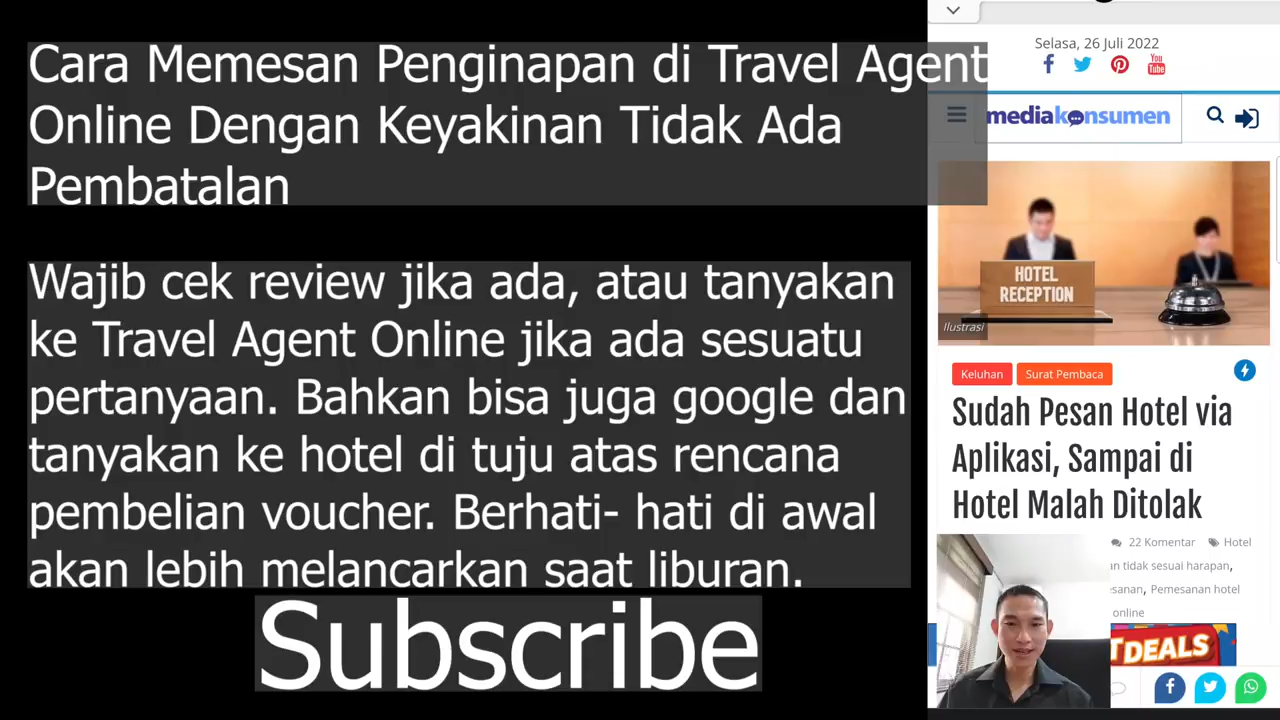 Cara Memesan Penginapan di Travel Agent
Online Dengan Keyakinan Tidak Ada
Pembatalan
Wajib cek review jika ada, atau tanyakan
ke Travel Agent Online jika ada sesuatu
pertanyaan. Bahkan bisa juga google dan
tanyakan ke hotel di tuju atas rencana
pembelian voucher. Berhati- hati di awal
akan lebih melancarkan saat liburan.
Subscribe
Selasa, 26 Juli 2022
You
Tube
mediakonsumen
HOTEL
RECEPTION
Ilustrasi
Keluhan Surat Pembaca
Sudah Pesan Hotel via
Aplikasi, Sampai di
Hotel Malah Ditolak
22 Komentar Hotel
an tidak sesuai harapan,
esanan, Pemesanan hotel
online
T DEALS